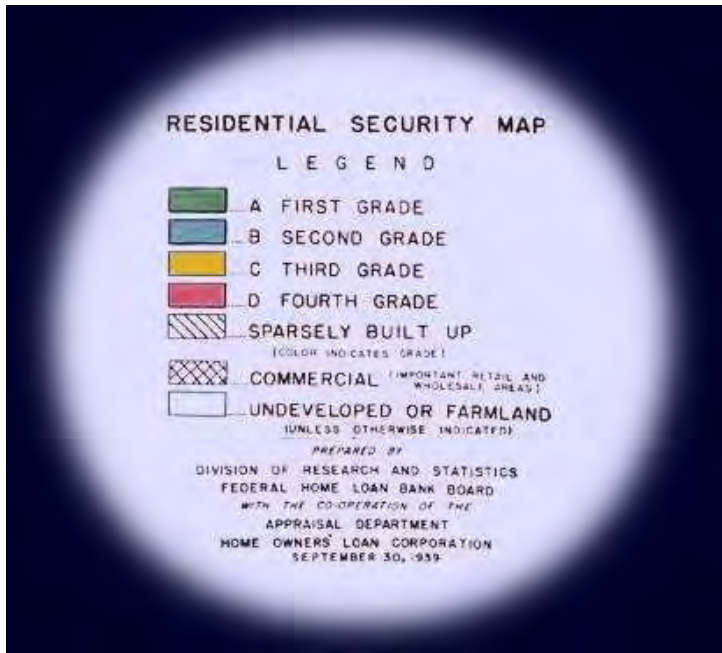 RESIDENTIAL SECURITY MAP
LEGEND
A FIRST GRADE
B SECOND GRADE
C THIRD GRADE
D FOURTH GRADE
SPARSELY BUILT UP
(COLOR INDICATES GRADE)
COMMERCIAL (IMPORTANT RETAIL AND
WHOLESALE AREAS)
UNDEVELOPED OR FARMLAND
(UNLESS OTHERWISE INDICATED)
PREPARED BY
DIVISION OF RESEARCH AND STATISTICS
FEDERAL HOME LOAN BANK BOARD
WITH THE CO-OPERATION OF THE
APPRAISAL DEPARTMENT
HOME OWNERS' LOAN CORPORATION
SEPTEMBER 30, 1939